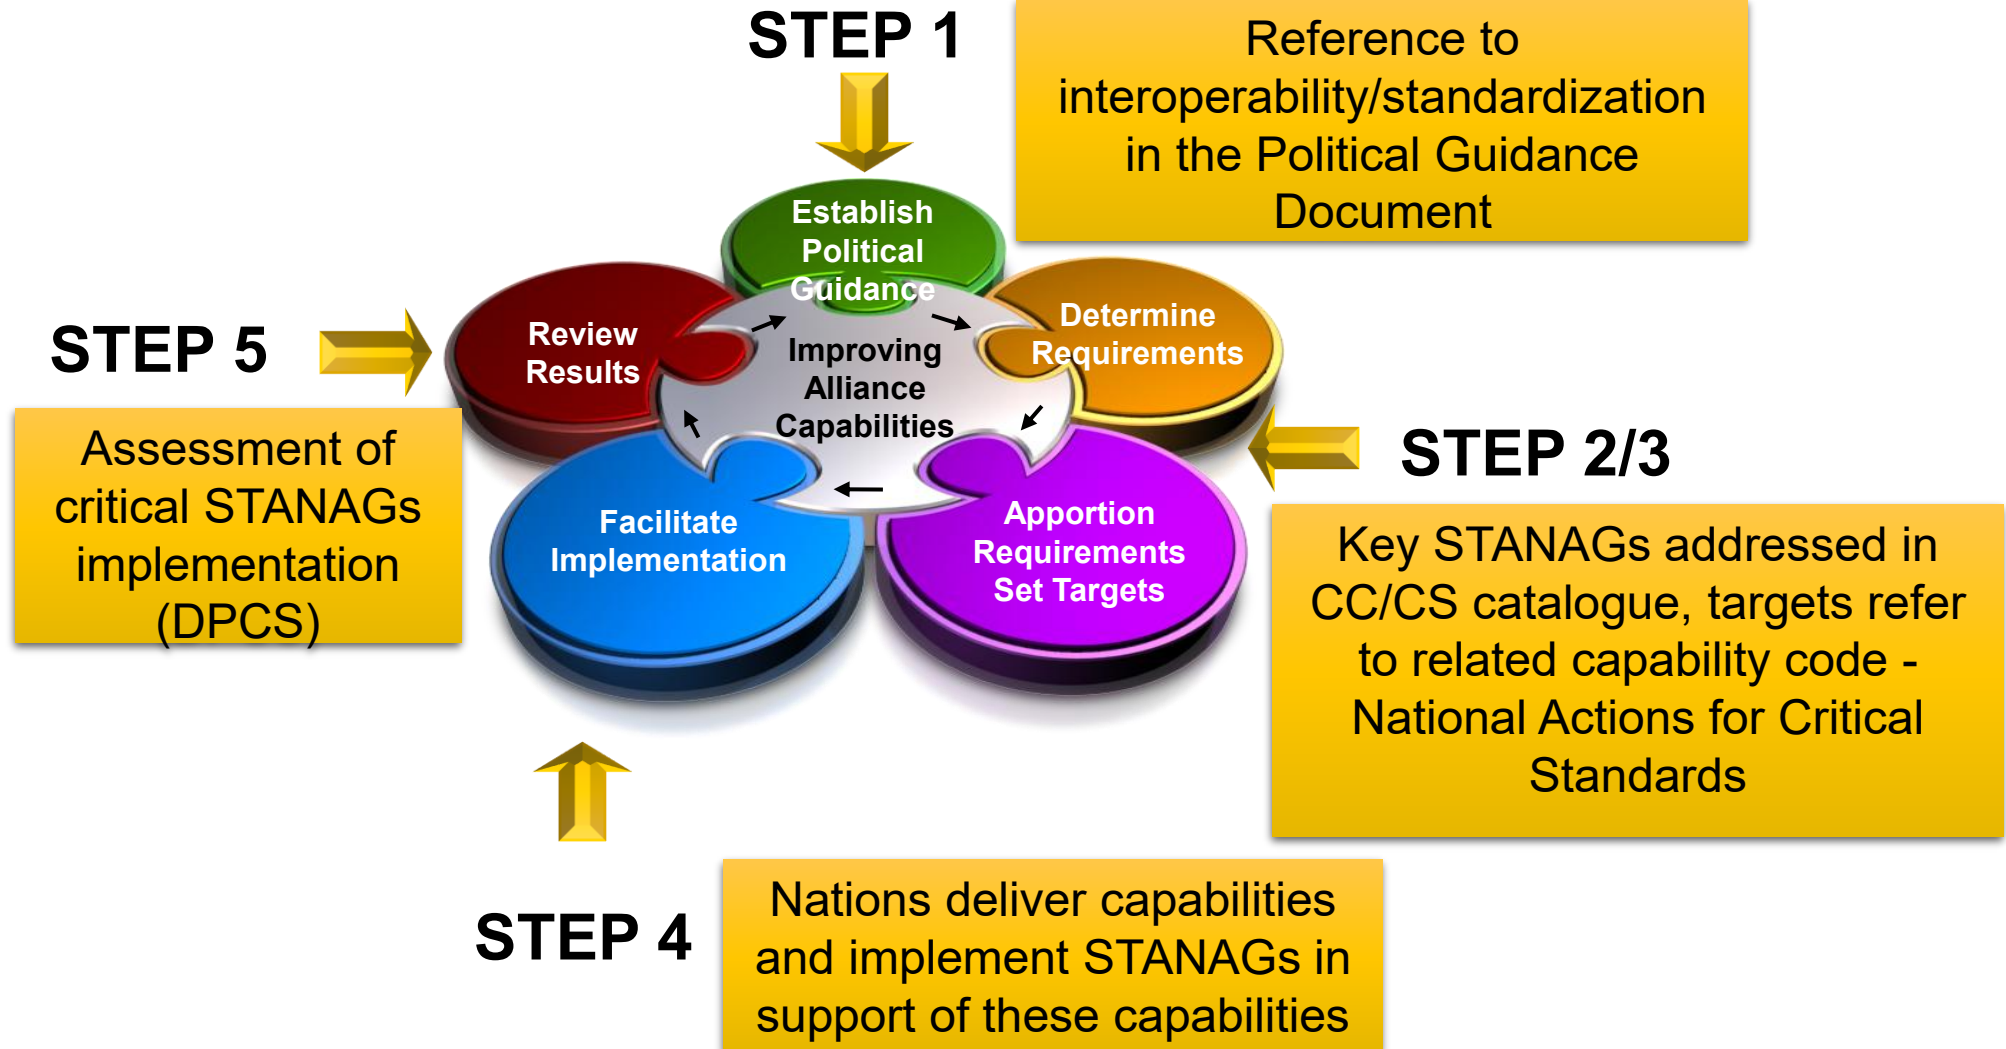 STEP 1
Reference to
interoperability/standardization
in the Political Guidance
Document
Establish
Political
Guidance
Determine
Requirements
Review
Results
Improving
Alliance
Capabilities
STEP 5
Assessment of
critical STANAGs
implementation
(DPCS)
STEP 2/3
Key STANAGs addressed in
CC/CS catalogue, targets refer
to related capability code -
National Actions for Critical
Standards
Apportion
Requirements
Set Targets
Facilitate
Implementation
STEP 4
Nations deliver capabilities
and implement STANAGs in
support of these capabilities